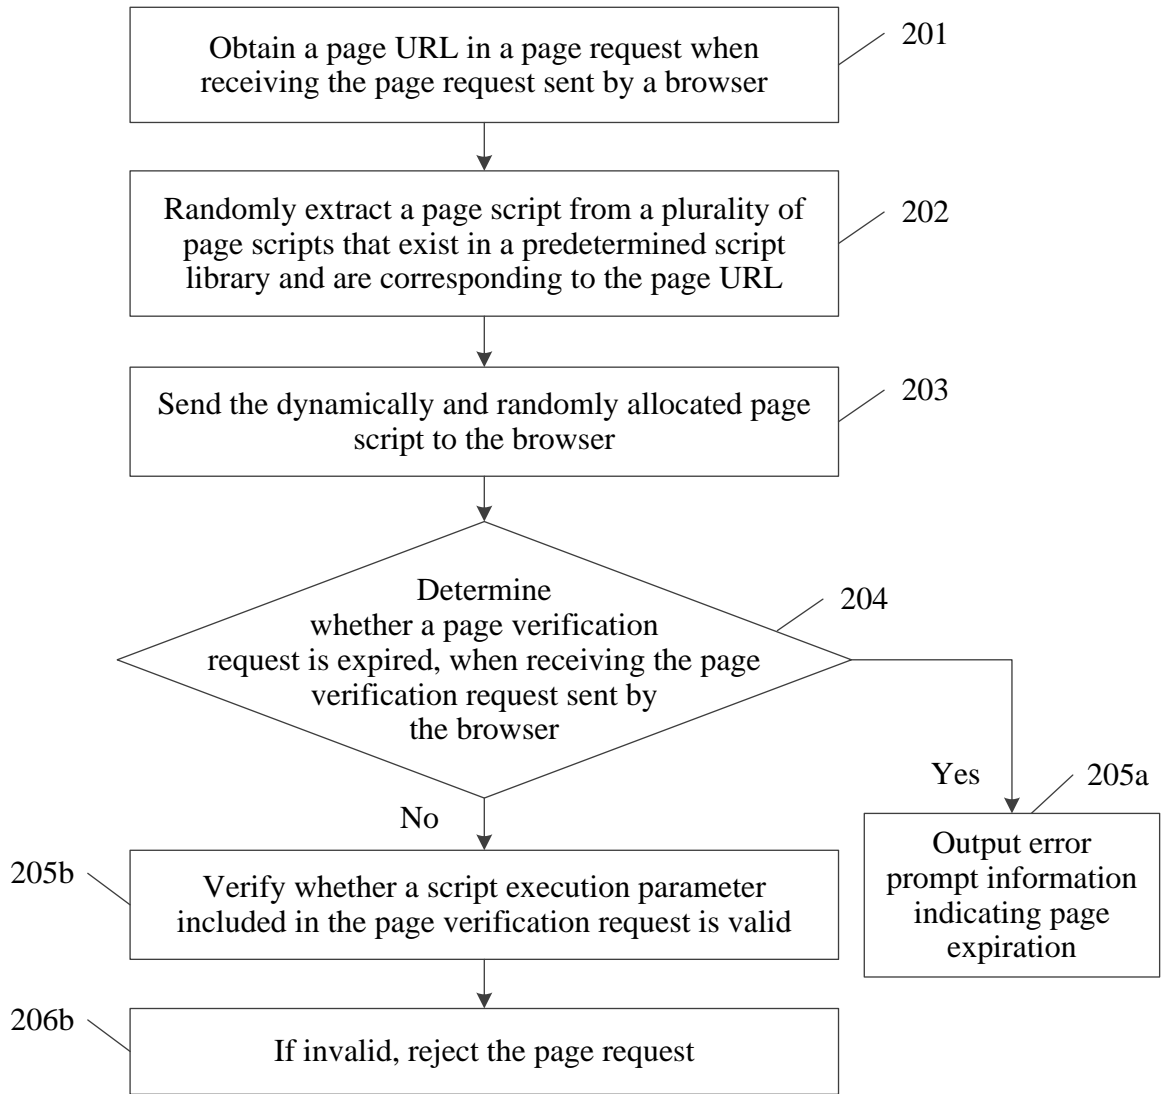 Obtain a page URL in a page request when
receiving the page request sent by a browser
201
Randomly extract a page script from a plurality of
page scripts that exist in a predetermined script
library and are corresponding to the page URL
202
Send the dynamically and randomly allocated page
script to the browser
203
Determine
whether a page verification
request is expired, when receiving the page
verification request sent by
the browser
204
Yes
205a
No
Output error
prompt information
indicating page
expiration
205b
Verify whether a script execution parameter
included in the page verification request is valid
206b
If invalid, reject the page request